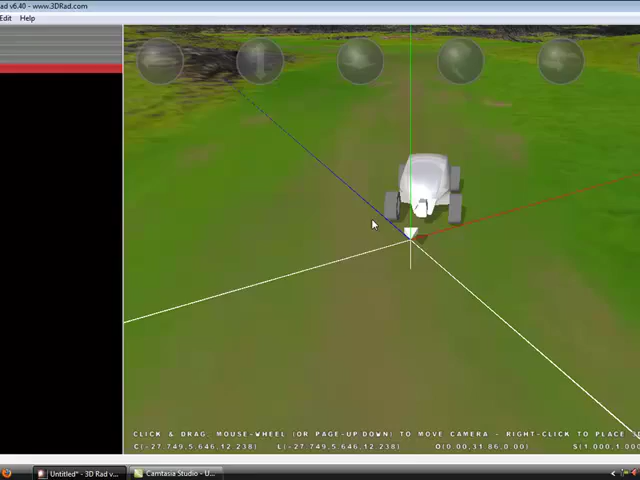 ad v6.40 - www.3DRad.com
Edit Help
CLICK & DRAG, MOUSE-WHEEL (OR PAGE-UP/DOWN) TO MOVE CAMERA - RIGHT-CLICK TO PLACE
C(-27.749,5.646,12.238) L(-27.749,5.646,12.238) O(0.00,31.86,0.00) S(1.000,1.000
Untitled* - 3D Rad v... Camtasia Studio - U...